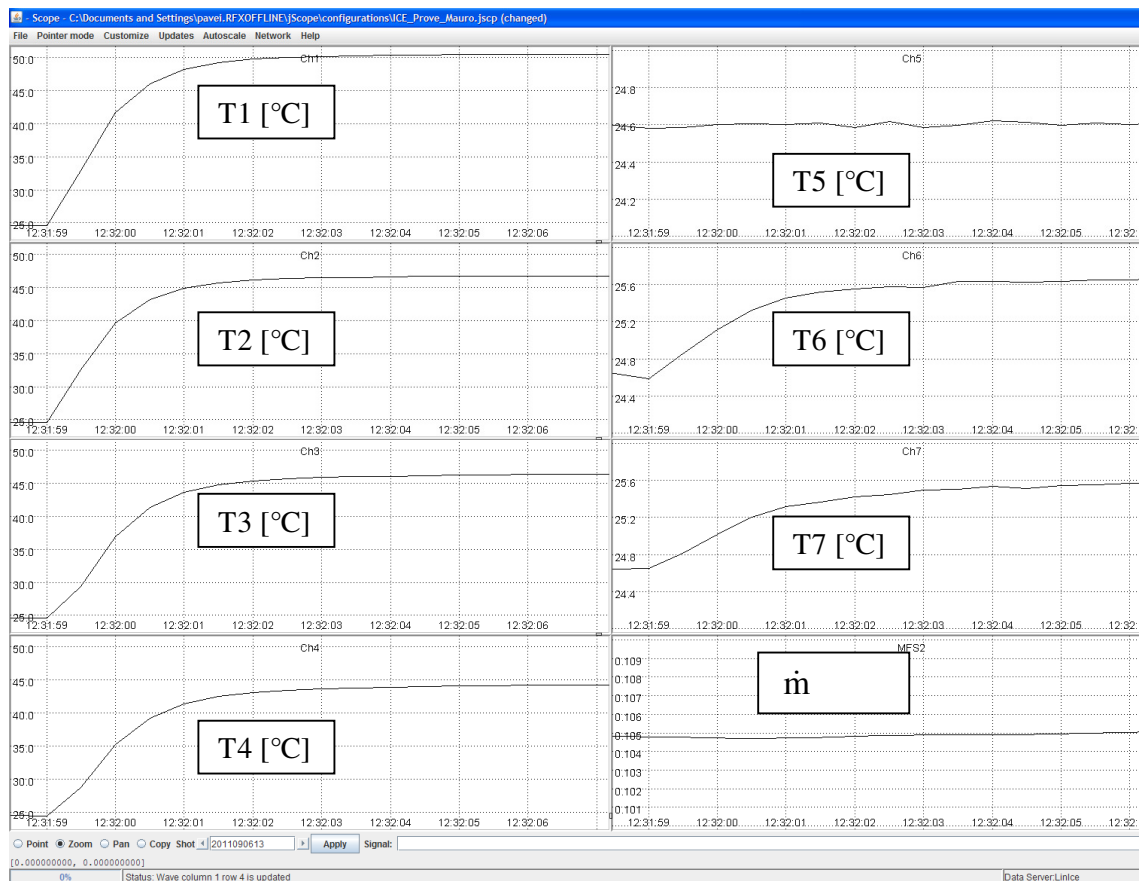 - Scope - C:\Documents and Settings\pavei.RFXOFFLINE\jScope\configurations\ICE_Prove_Mauro.jscp (changed)
File Pointer mode Customize Updates Autoscale Network Help
Ch1
50.0
45.0
40.0
35.0
30.0
25.0
T1 [°C]
12:31:59 12:32:00 12:32:01 12:32:02 12:32:03 12:32:04 12:32:05 12:32:06
Ch2
50.0
45.0
40.0
35.0
30.0
25.0
T2 [°C]
12:31:59 12:32:00 12:32:01 12:32:02 12:32:03 12:32:04 12:32:05 12:32:06
Ch3
50.0
45.0
40.0
35.0
30.0
25.0
T3 [°C]
12:31:59 12:32:00 12:32:01 12:32:02 12:32:03 12:32:04 12:32:05 12:32:06
Ch4
50.0
45.0
40.0
35.0
30.0
25.0
T4 [°C]
12:31:59 12:32:00 12:32:01 12:32:02 12:32:03 12:32:04 12:32:05 12:32:06
Ch5
24.8
24.6
24.4
24.2
T5 [°C]
12:31:59 12:32:00 12:32:01 12:32:02 12:32:03 12:32:04 12:32:05 12:32:
Ch6
25.6
25.2
24.8
24.4
T6 [°C]
12:31:59 12:32:00 12:32:01 12:32:02 12:32:03 12:32:04 12:32:05 12:32:
Ch7
25.6
25.2
24.8
24.4
T7 [°C]
12:31:59 12:32:00 12:32:01 12:32:02 12:32:03 12:32:04 12:32:05 12:32:
MFS2
0.109
0.108
0.107
0.106
0.105
0.104
0.103
0.102
0.101
ṁ
12:31:59 12:32:00 12:32:01 12:32:02 12:32:03 12:32:04 12:32:05 12:32:
Point Zoom Pan Copy Shot 2011090613 Apply Signal:
[0.000000000, 0.000000000]
0% Status: Wave column 1 row 4 is updated Data Server:LinIce